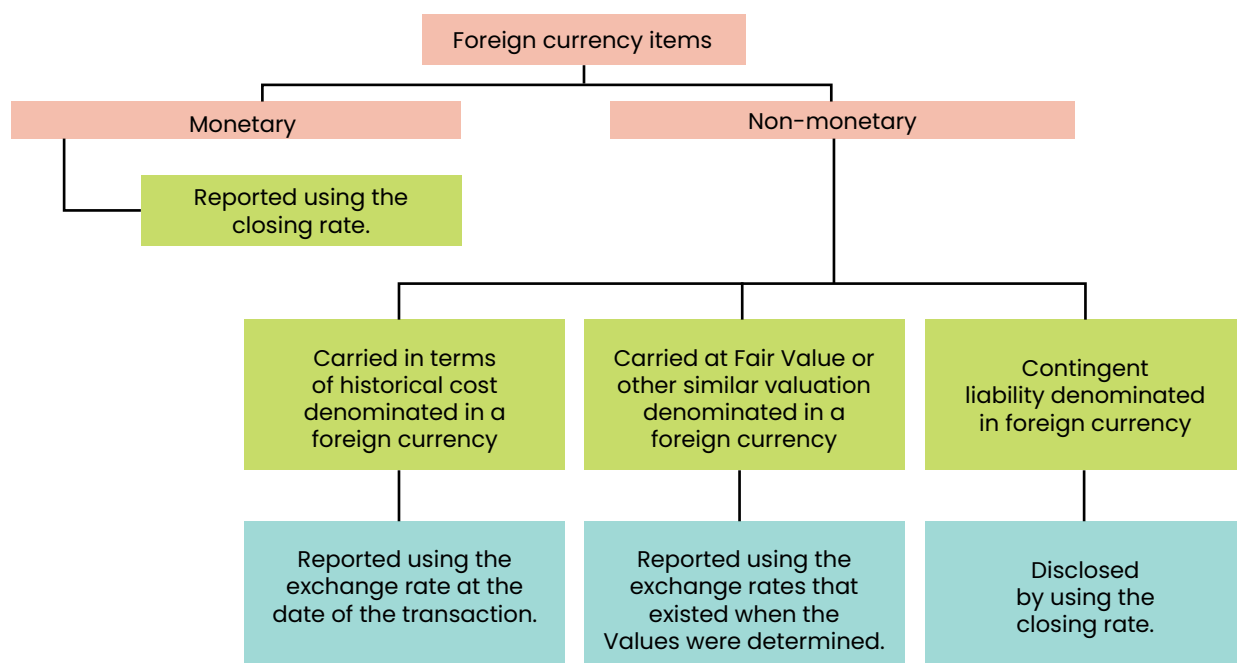 Foreign currency items
Monetary
Non-monetary
Reported using the
closing rate.
Carried in terms
of historical cost
denominated in a
foreign currency
Carried at Fair Value or
other similar valuation
denominated in a
foreign currency
Contingent
liability denominated
in foreign currency
Reported using the
exchange rate at the
date of the transaction.
Reported using the
exchange rates that
existed when the
Values were determined.
Disclosed
by using the
closing rate.